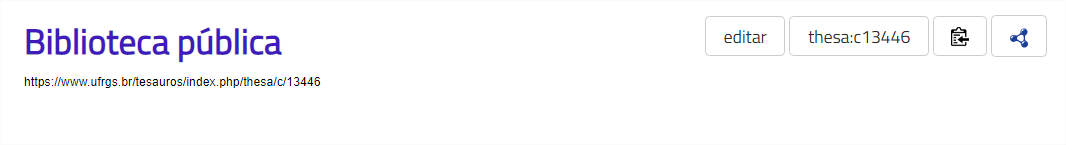 Biblioteca pública
editar
thesa:c13446
https://www.ufrgs.br/tesauros/index.php/thesa/c/13446